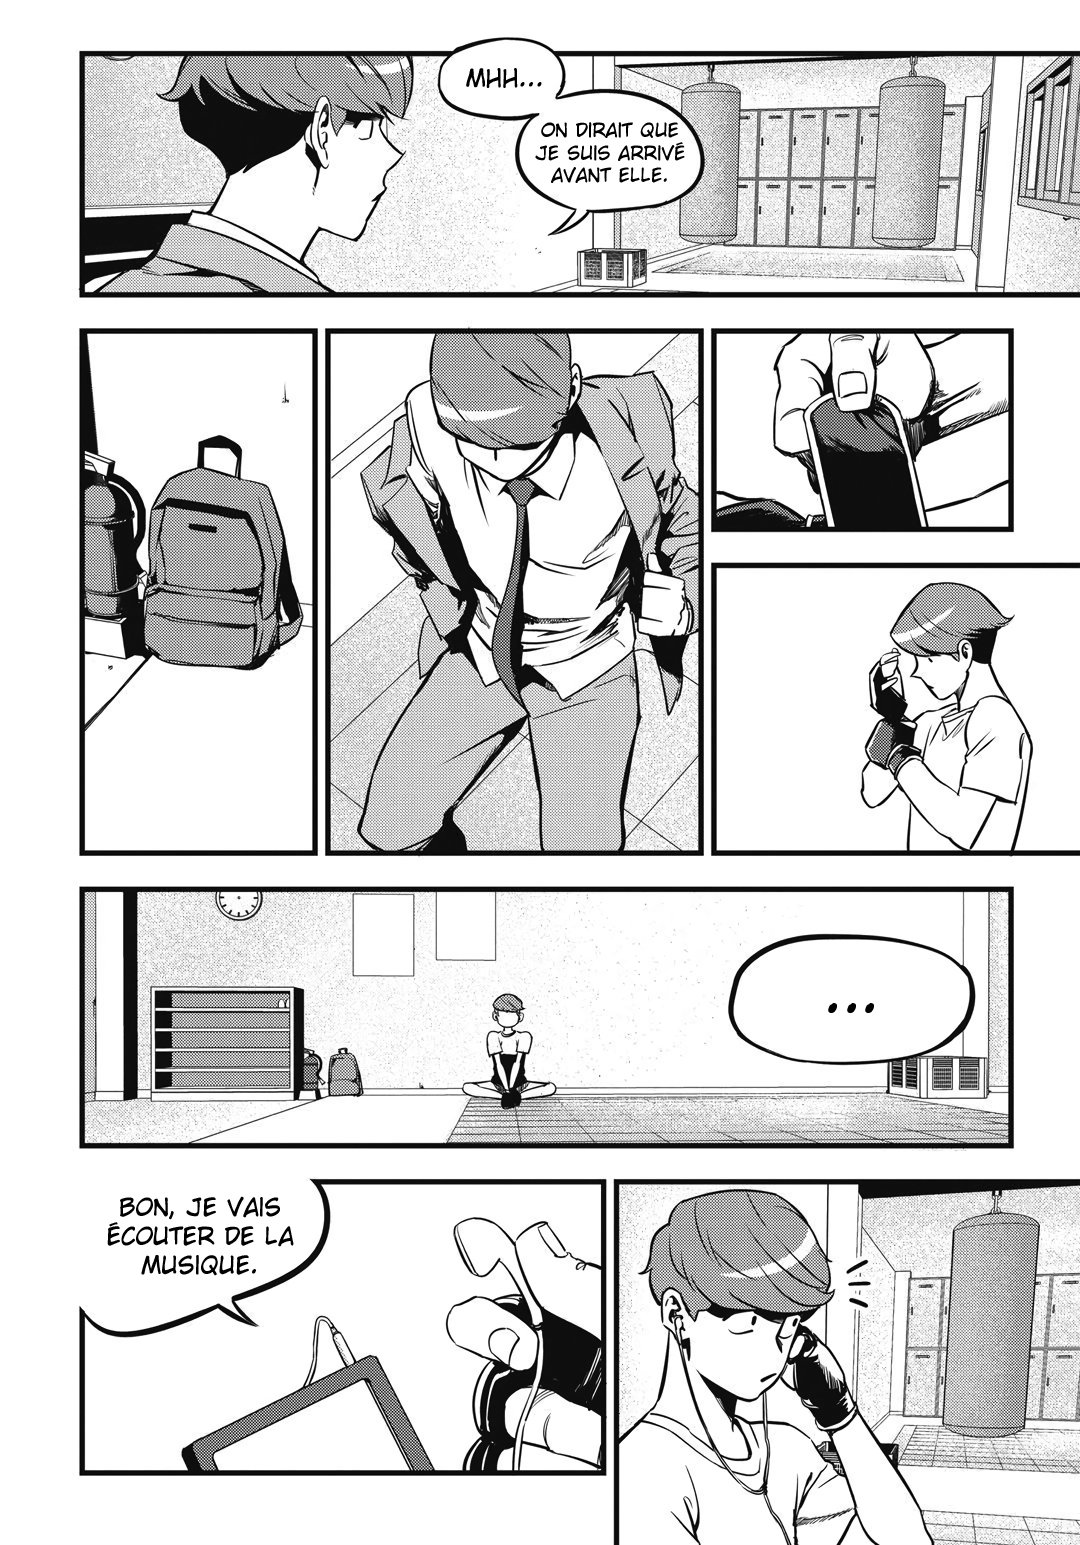 MHH...
ON DIRAIT QUE
JE SUIS ARRIVÉ
AVANT ELLE.
...
BON, JE VAIS
ÉCOUTER DE LA
MUSIQUE.